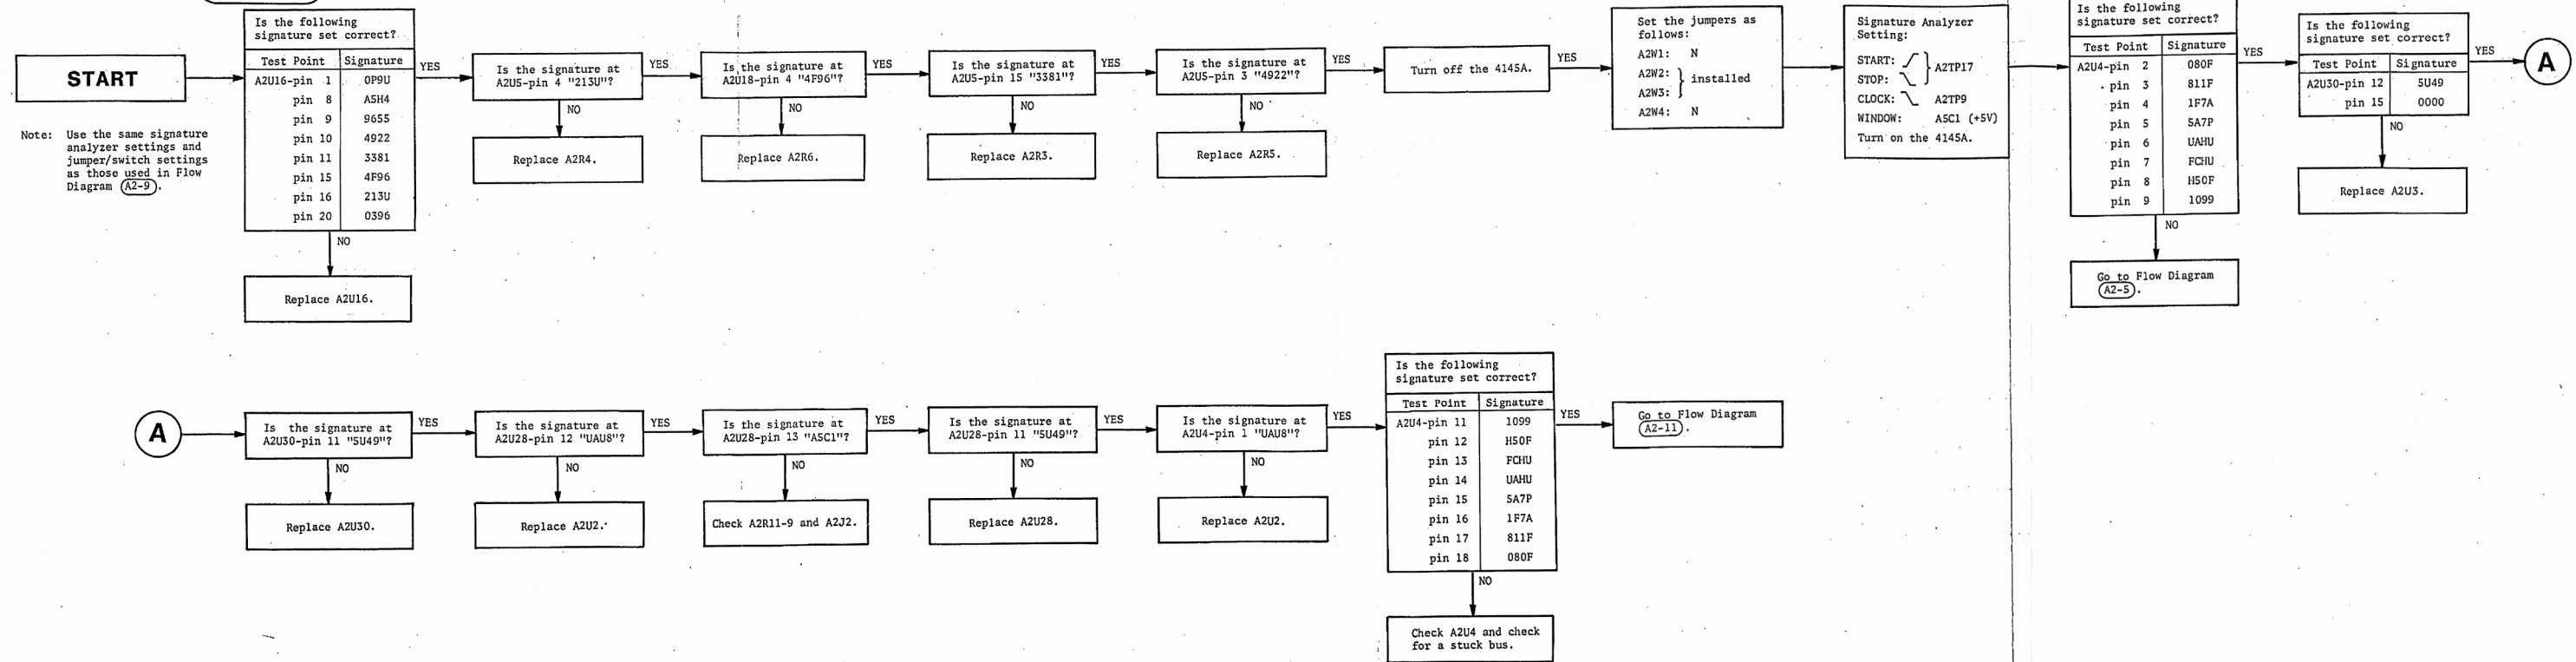 START
Note: Use the same signature
analyzer settings and
jumper/switch settings
as those used in Flow
Diagram (A2-9).
Is the following
signature set correct?
Test Point Signature
A2U16-pin 1 0P9U
pin 8 A5H4
pin 9 9655
pin 10 4922
pin 11 3381
pin 15 4F96
pin 16 213U
pin 20 0396
YES
NO
Replace A2U16.
Is the signature at
A2U5-pin 4 "213U"?
YES
NO
Replace A2R4.
Is the signature at
A2U18-pin 4 "4F96"?
YES
NO
Replace A2R6.
Is the signature at
A2U5-pin 15 "3381"?
YES
NO
Replace A2R3.
Is the signature at
A2U5-pin 3 "4922"?
YES
NO
Replace A2R5.
Turn off the 4145A.
YES
Set the jumpers as
follows:
A2W1: N
A2W2:
installed
A2W3:
A2W4: N
Signature Analyzer
Setting:
START:
A2TP17
STOP:
CLOCK: A2TP9
WINDOW: A5C1 (+5V)
Turn on the 4145A.
Is the following
signature set correct?
Test Point Signature
A2U4-pin 2 080F
pin 3 811F
pin 4 1F7A
pin 5 5A7P
pin 6 UAHU
pin 7 FCHU
pin 8 H50F
pin 9 1099
YES
NO
Go to Flow Diagram
(A2-5).
Is the following
signature set correct?
Test Point Signature
A2U30-pin 12 5U49
pin 15 0000
YES
NO
Replace A2U3.
A
A
Is the signature at
A2U30-pin 11 "5U49"?
YES
NO
Replace A2U30.
Is the signature at
A2U28-pin 12 "UAU8"?
YES
NO
Replace A2U2.
Is the signature at
A2U28-pin 13 "A5C1"?
YES
NO
Check A2R11-9 and A2J2.
Is the signature at
A2U28-pin 11 "5U49"?
YES
NO
Replace A2U28.
Is the signature at
A2U4-pin 1 "UAU8"?
YES
NO
Replace A2U2.
Is the following
signature set correct?
Test Point Signature
A2U4-pin 11 1099
pin 12 H50F
pin 13 FCHU
pin 14 UAHU
pin 15 5A7P
pin 16 1F7A
pin 17 811F
pin 18 080F
YES
NO
Check A2U4 and check
for a stuck bus.
Go to Flow Diagram
(A2-11).